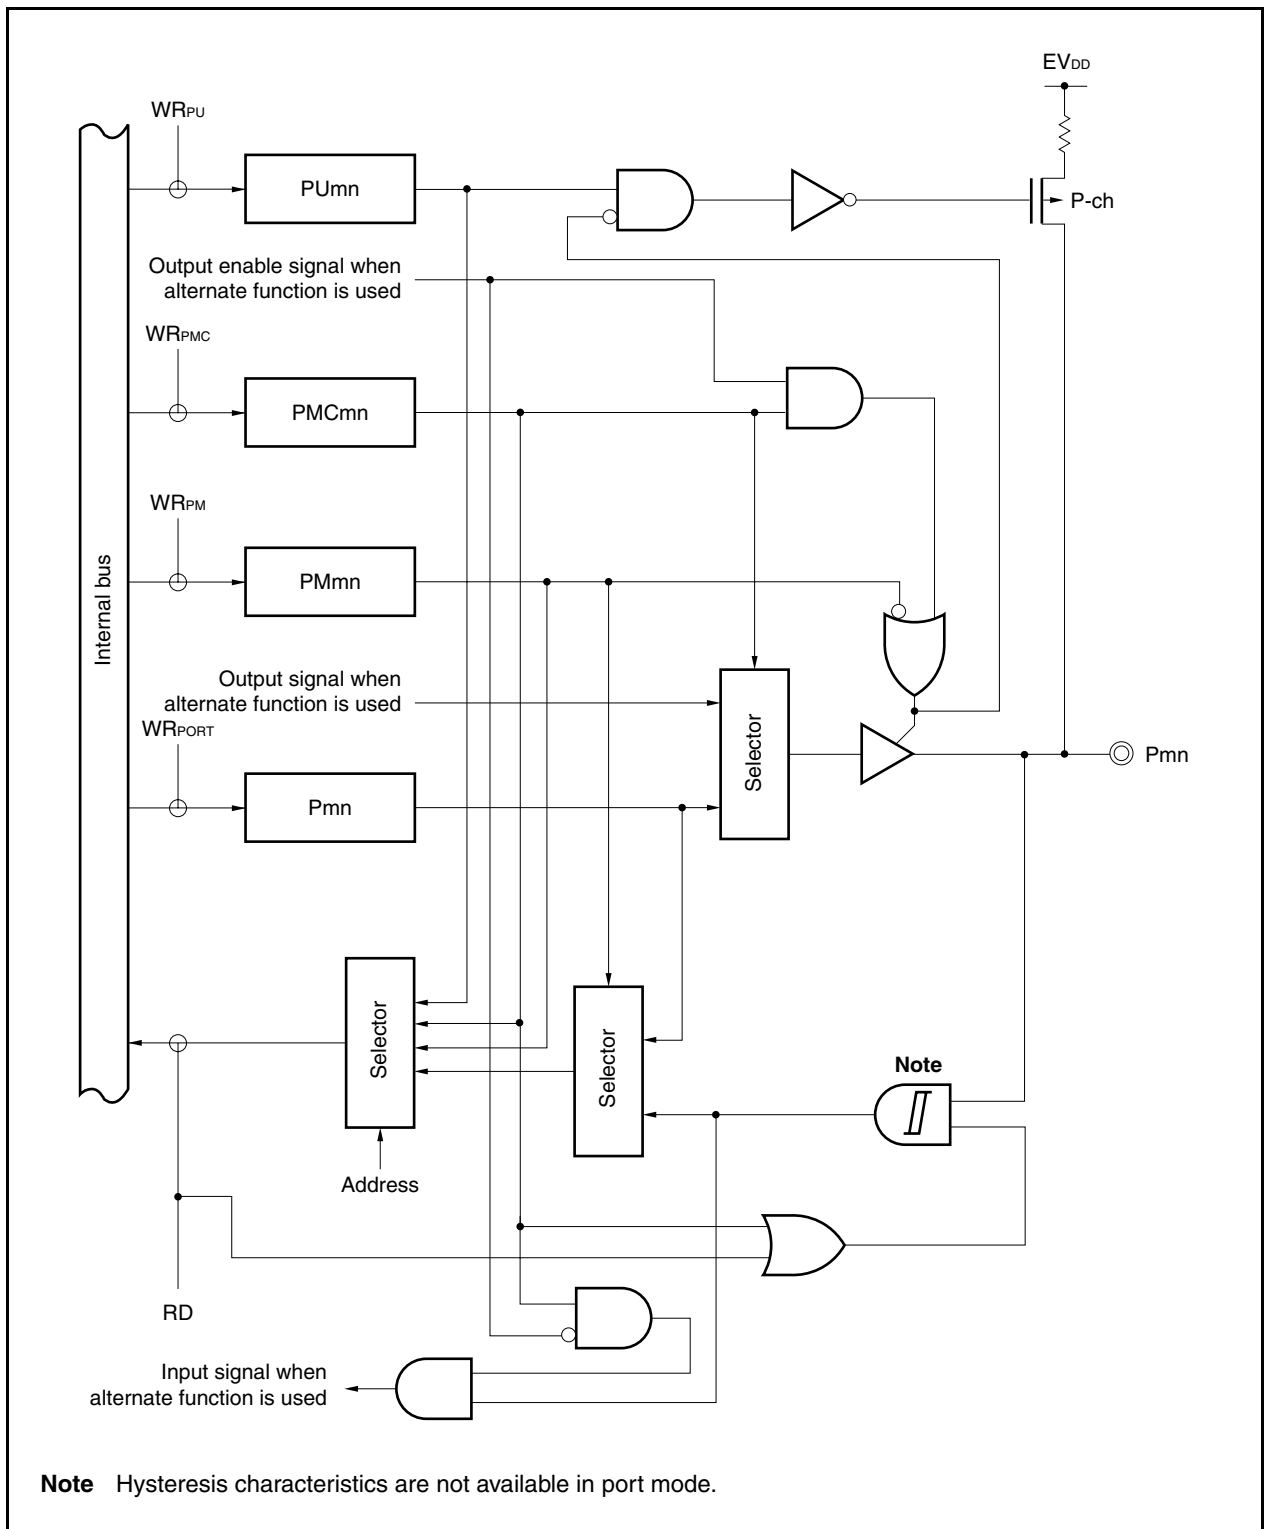 EVDD
WRPU
PUmn
P-ch
Output enable signal when
alternate function is used
WRPMC
PMCmn
WRPM
PMmn
Internal bus
Output signal when
alternate function is used
WRPORT
Selector
Pmn
Pmn
Selector
Selector
Note
Address
RD
Input signal when
alternate function is used
Note Hysteresis characteristics are not available in port mode.